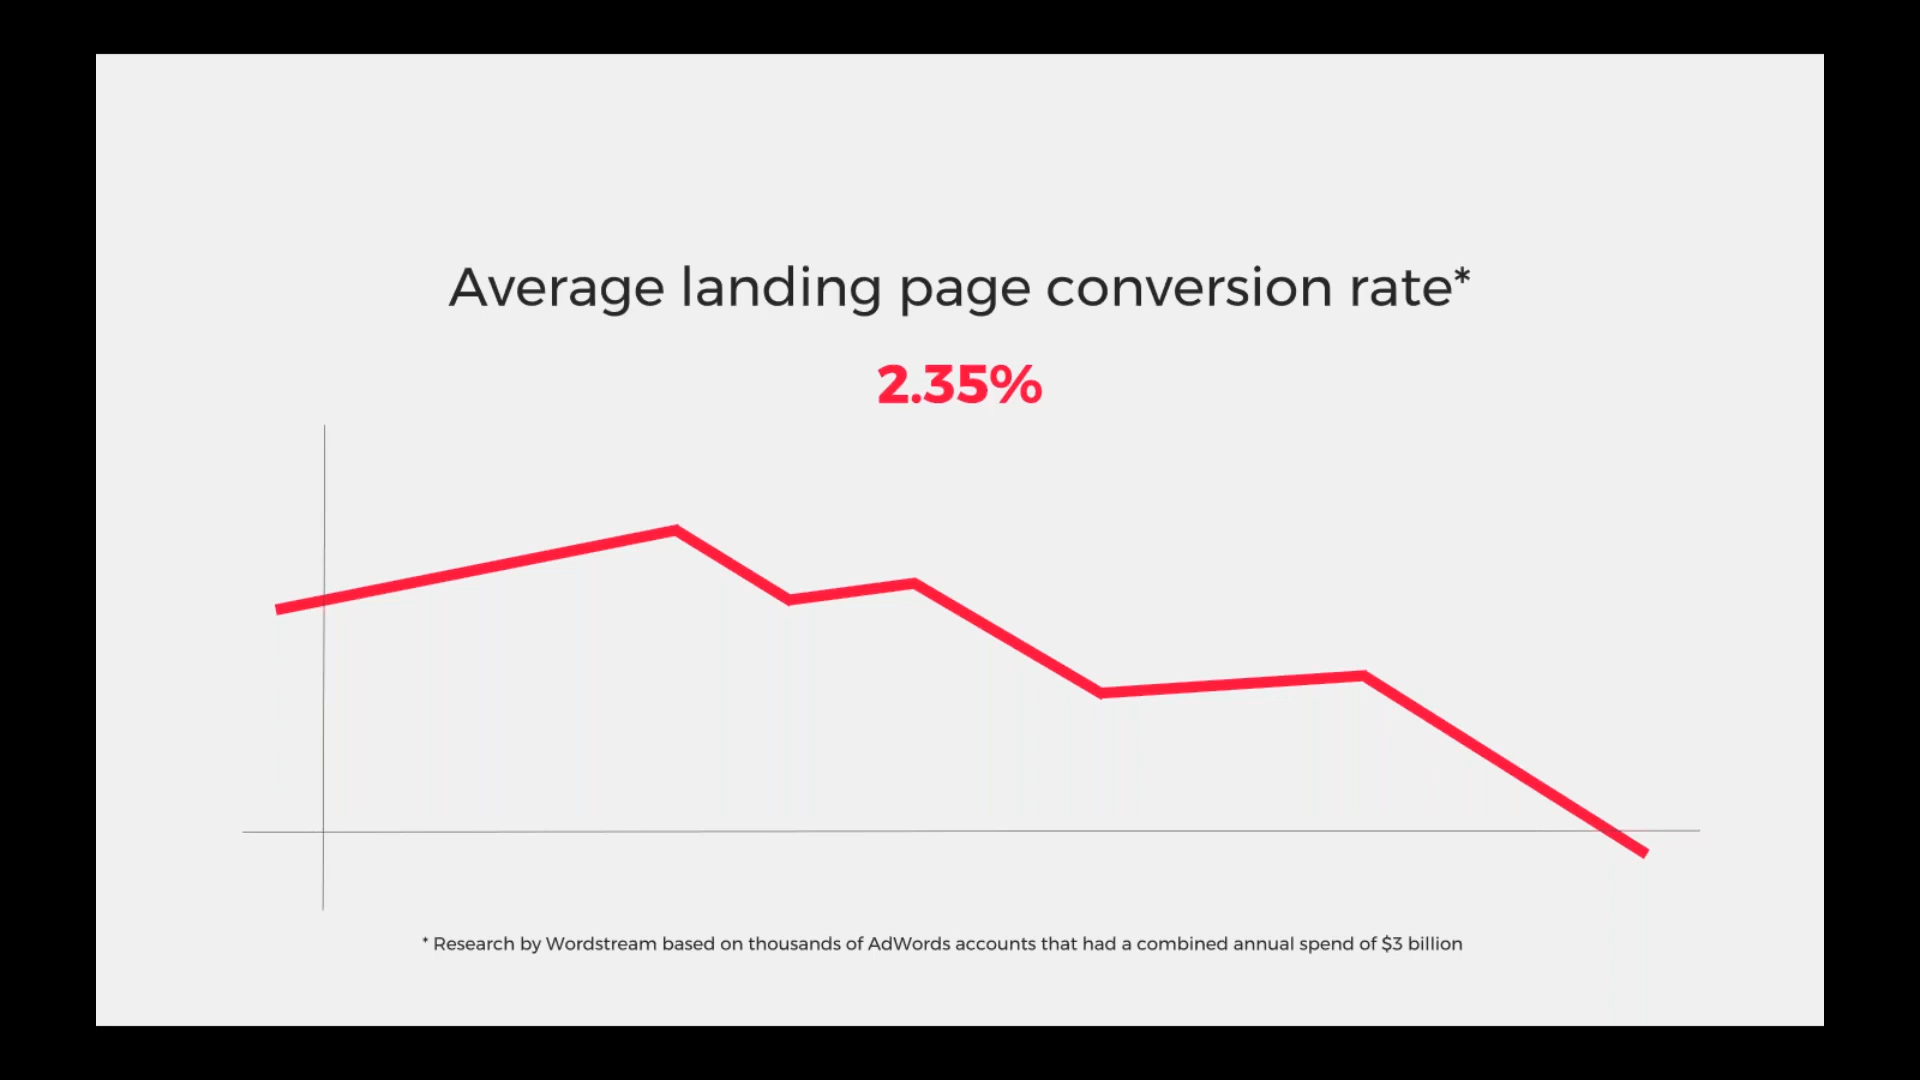 Average landing page conversion rate*
2.35%
* Research by Wordstream based on thousands of AdWords accounts that had a combined annual spend of $3 billion